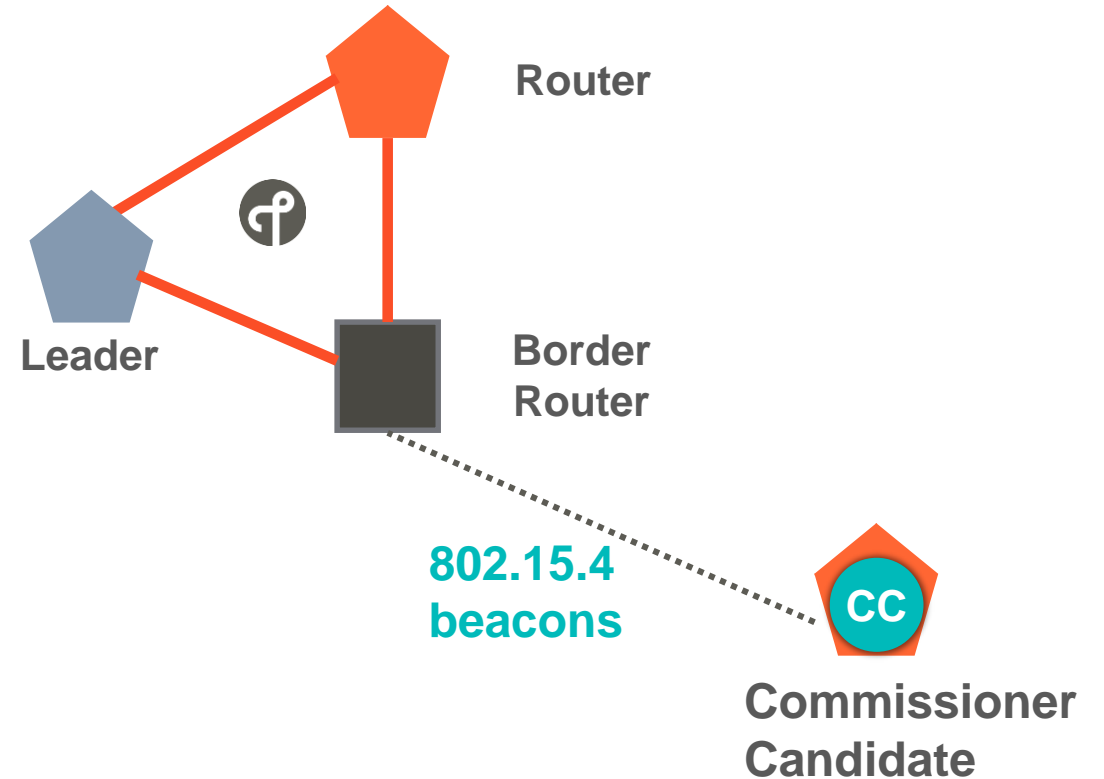 Router
Leader
Border
Router
802.15.4
beacons
CC
Commissioner
Candidate